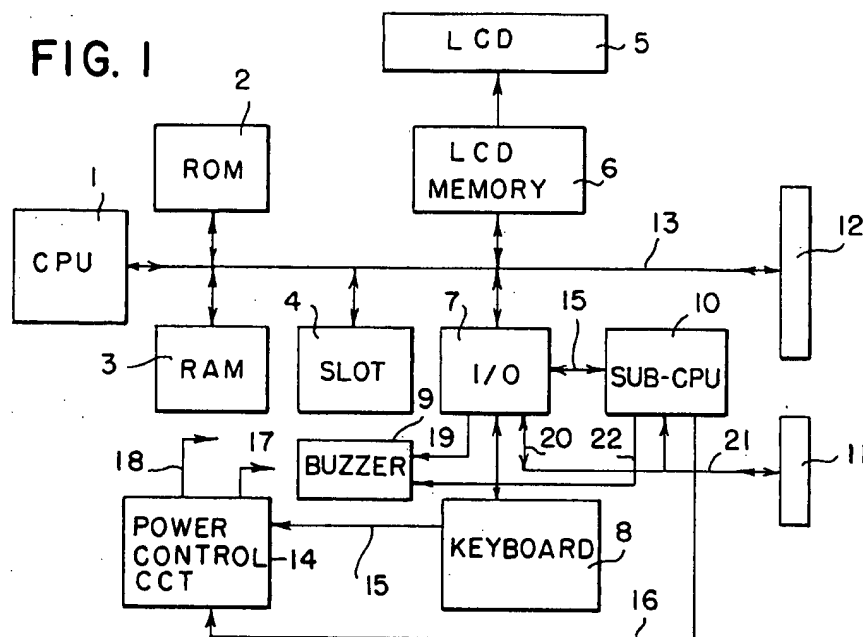 FIG. 1
LCD
5
2
ROM
LCD
MEMORY
6
1
CPU
13
12
3
RAM
4
SLOT
7
I/O
15
10
SUB-CPU
9
BUZZER
19
20
22
21
11
18
17
POWER
CONTROL
CCT
14
15
KEYBOARD
8
16